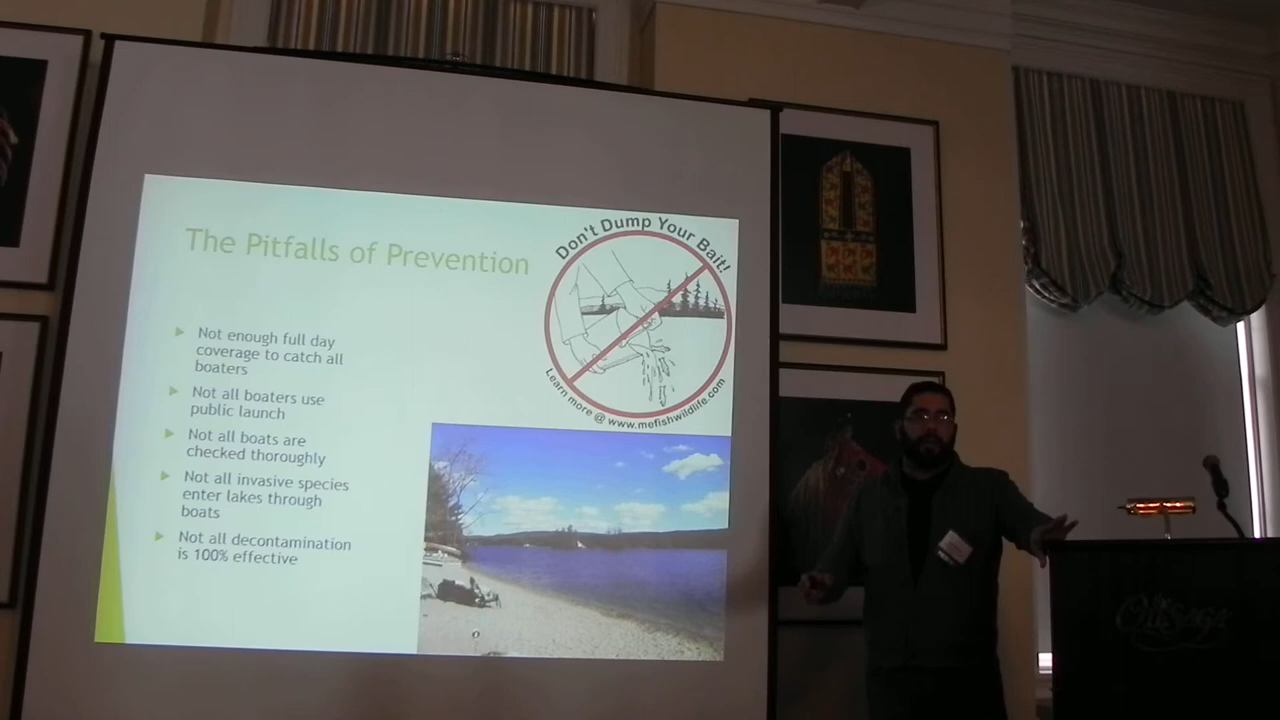 The Pitfalls of Prevention
Don't Dump Your Bait!
Learn more @ www.mefishwildlife.com
Not enough full day
coverage to catch all
boaters
Not all boaters use
public launch
Not all boats are
checked thoroughly
Not all invasive species
enter lakes through
boats
Not all decontamination
is 100% effective